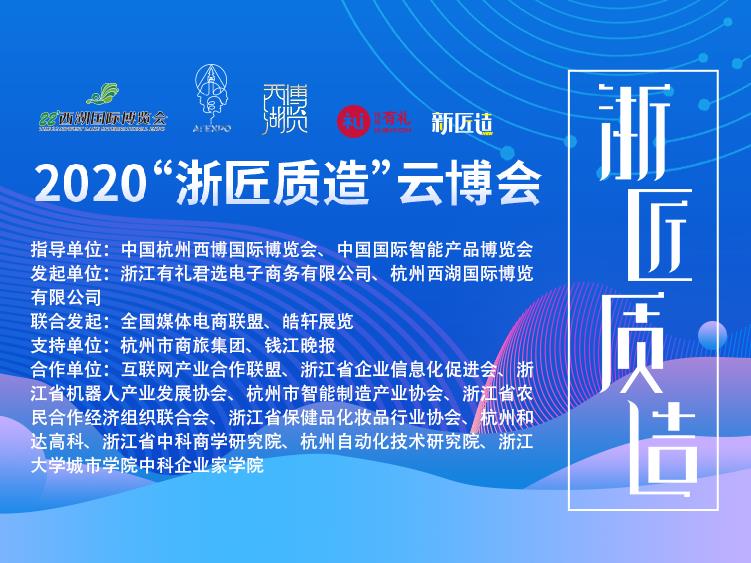 22nd西湖国际博览会
AI EXPO
西湖博览
礼 有礼
新匠造
2020“浙匠质造”云博会
指导单位：中国杭州西博国际博览会、中国国际智能产品博览会
发起单位：浙江有礼君选电子商务有限公司、杭州西湖国际博览
有限公司
联合发起：全国媒体电商联盟、皓轩展览
支持单位：杭州市商旅集团、钱江晚报
合作单位：互联网产业合作联盟、浙江省企业信息化促进会、浙
江省机器人产业发展协会、杭州市智能制造产业协会、浙江省农
民合作经济组织联合会、浙江省保健品化妆品行业协会、杭州和
达高科、浙江省中科商学研究院、杭州自动化技术研究院、浙江
大学城市学院中科企业家学院
浙匠质造